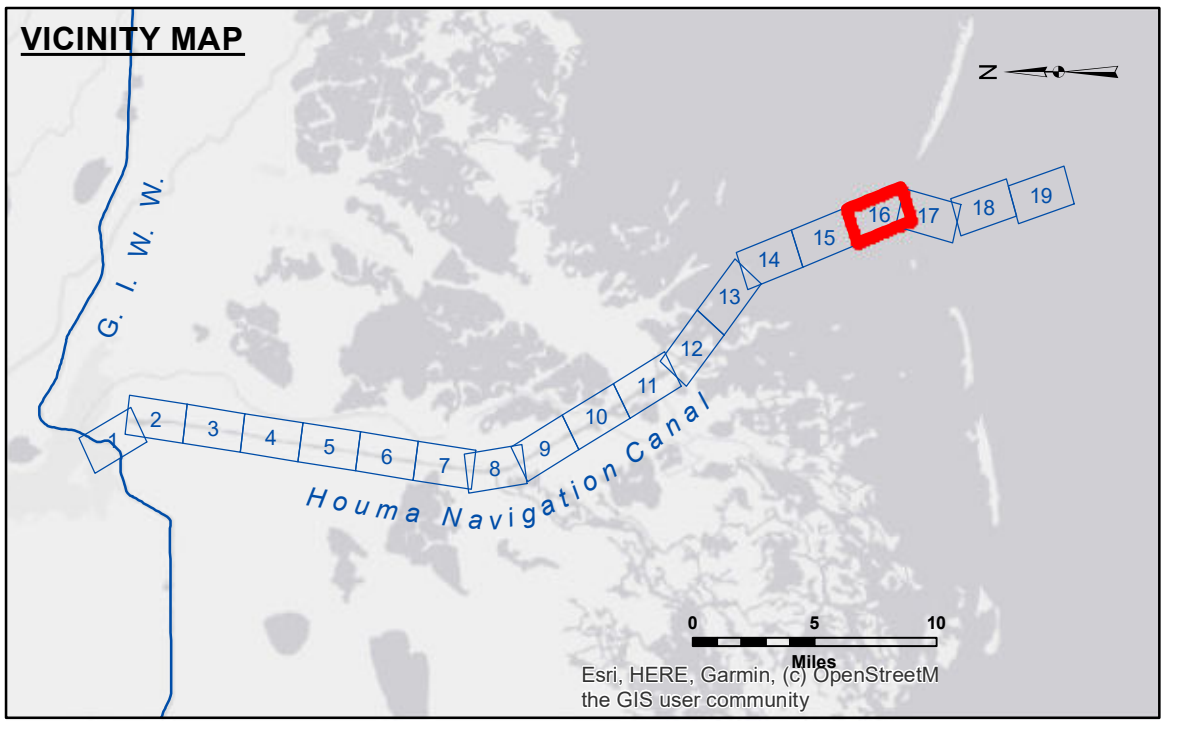 VICINITY MAP
N
G. I. W. W.
1
2
3
4
5
6
7
8
9
10
11
12
13
14
15
16
17
18
19
Houma Navigation Canal
0 5 10
Miles
Esri, HERE, Garmin, (c) OpenStreetM
the GIS user community